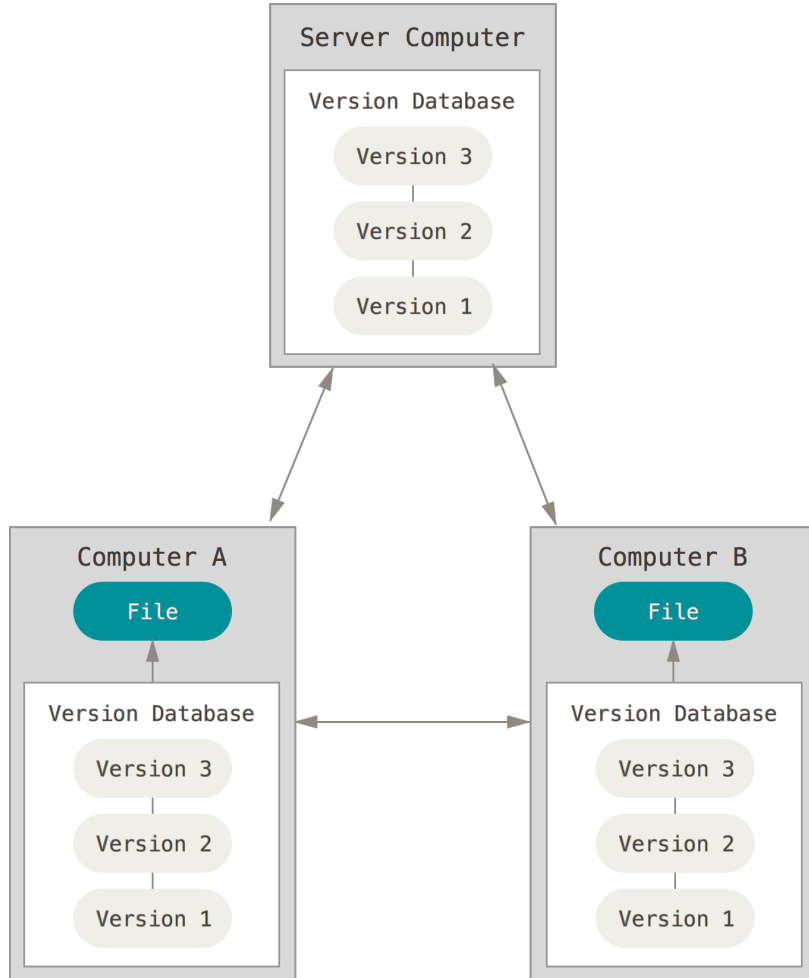 Server Computer
Version Database
Version 3
Version 2
Version 1
Computer A
File
Version Database
Version 3
Version 2
Version 1
Computer B
File
Version Database
Version 3
Version 2
Version 1